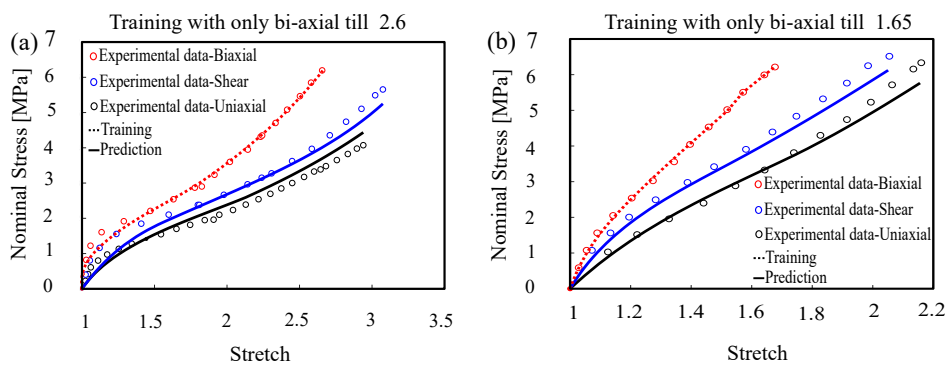 Training with only bi-axial till 2.6
(a)
7
6
5
4
3
2
1
0
Nominal Stress [MPa]
Experimental data-Biaxial
Experimental data-Shear
Experimental data-Uniaxial
Training
Prediction
1
1.5
2
2.5
3
3.5
Stretch
Training with only bi-axial till 1.65
(b)
7
6
5
4
3
2
1
0
Nominal Stress [MPa]
Experimental data-Biaxial
Experimental data-Shear
Experimental data-Uniaxial
Training
Prediction
1
1.2
1.4
1.6
1.8
2
2.2
Stretch